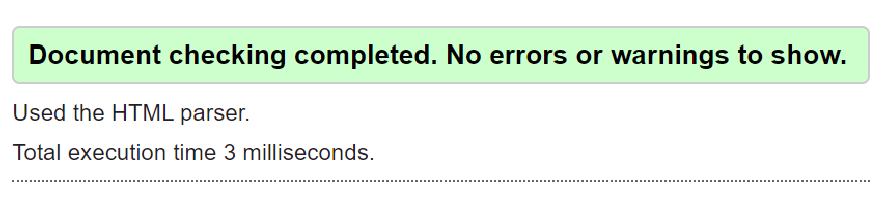 Document checking completed. No errors or warnings to show.
Used the HTML parser.
Total execution time 3 milliseconds.